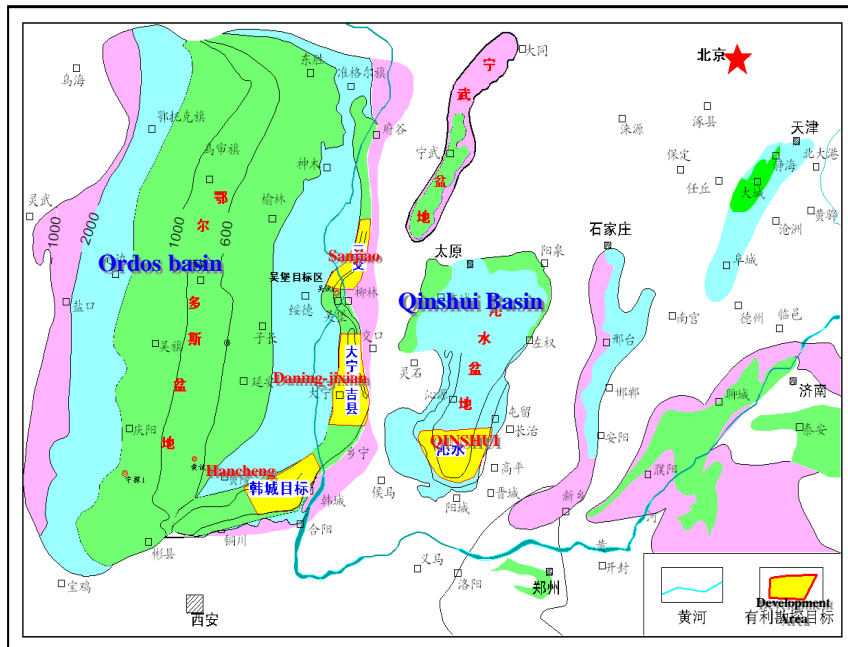 大同
宁
武
盆
地
北京
东胜
准格尔旗
乌海
涿县
涞源
天津
鄂托克旗
府谷
宁武
静海
北大港
保定
乌审旗
神木
任丘
大城
灵武
鄂
尔
多
斯
盆
地
榆林
沧州
黄骅
1000
2000
1000
600
石家庄
Sanjiao
太原
阳泉
Ordos basin
吴堡目标区
阜城
Qinshui Basin
沁
水
盆
地
盐口
绥德
柳林
吴堡
南宫
德州
临邑
吴旗
子长
交口
左权
邢台
大宁
吉县
灵石
Daning-jixian
延安
大宁
沁源
邯郸
聊城
济南
庆阳
屯留
长治
安阳
泰安
QINSHUI
沁水
乡宁
Hancheng
韩城目标
高平
濮阳
侯马
晋城
韩城
阳城
新乡
河
合阳
铜川
彬县
义马
黄
宝鸡
洛阳
开封
郑州
西安
黄河
Development
Area
有利勘探目标